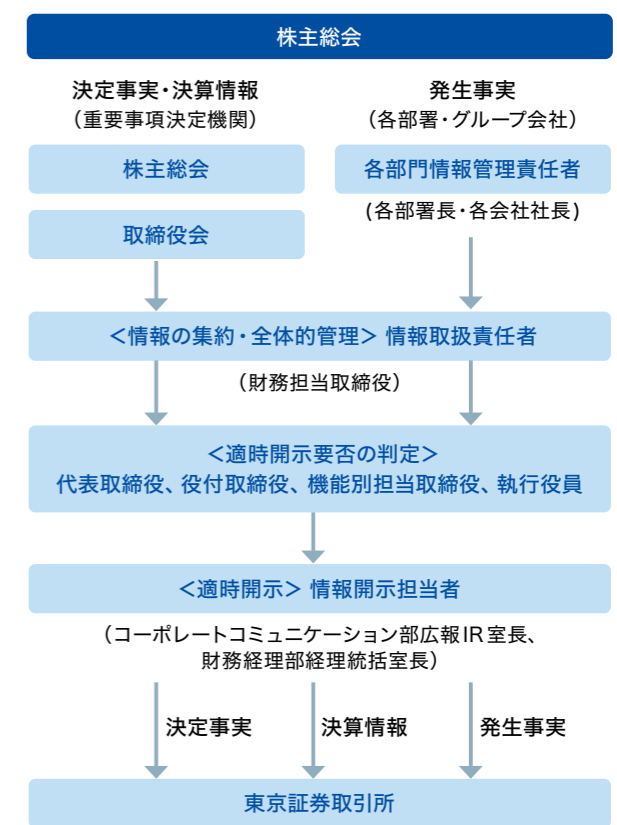 株主総会
決定事実・決算情報
（重要事項決定機関）
株主総会
取締役会
発生事実
（各部署・グループ会社）
各部門情報管理責任者
(各部署長・各会社社長)
＜情報の集約・全体的管理＞ 情報取扱責任者
（財務担当取締役）
＜適時開示要否の判定＞
代表取締役、役付取締役、機能別担当取締役、執行役員
＜適時開示＞ 情報開示担当者
（コーポレートコミュニケーション部広報IR室長、
財務経理部経理統括室長）
決定事実
決算情報
発生事実
東京証券取引所